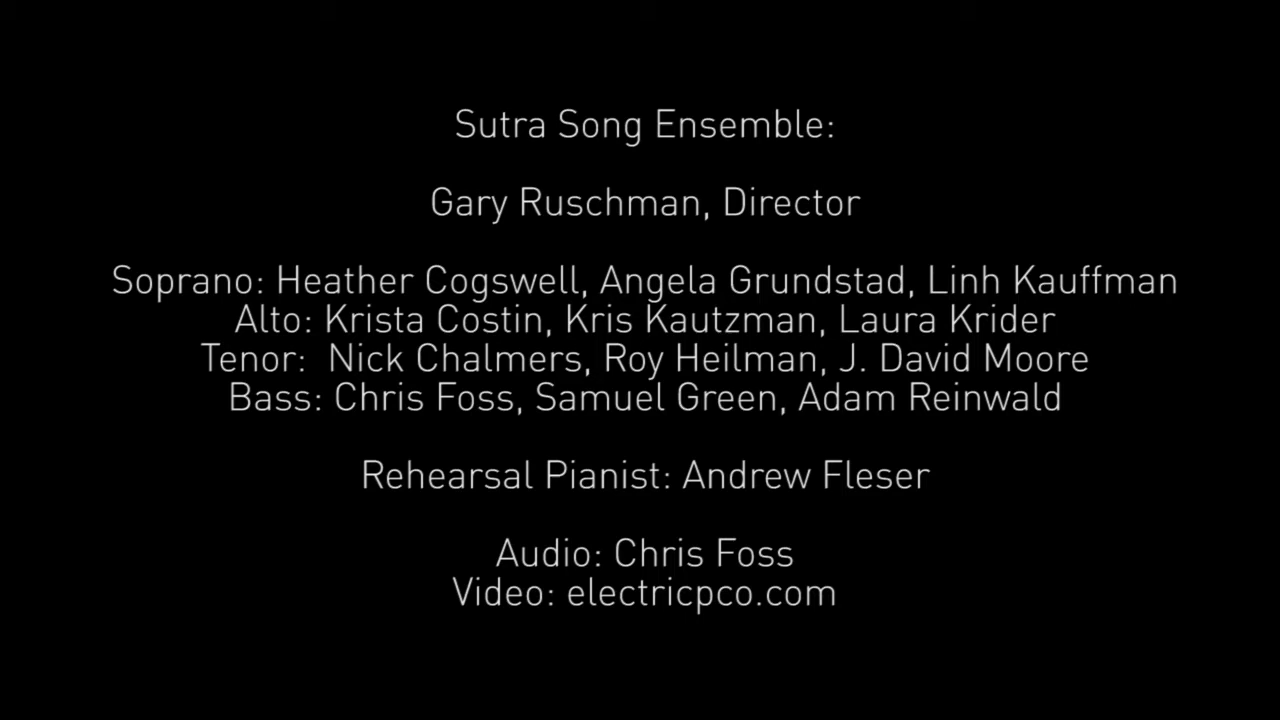 Sutra Song Ensemble:
Gary Ruschman, Director
Soprano: Heather Cogswell, Angela Grundstad, Linh Kauffman
Alto: Krista Costin, Kris Kautzman, Laura Krider
Tenor:  Nick Chalmers, Roy Heilman, J. David Moore
Bass: Chris Foss, Samuel Green, Adam Reinwald
Rehearsal Pianist: Andrew Fleser
Audio: Chris Foss
Video: electricpco.com